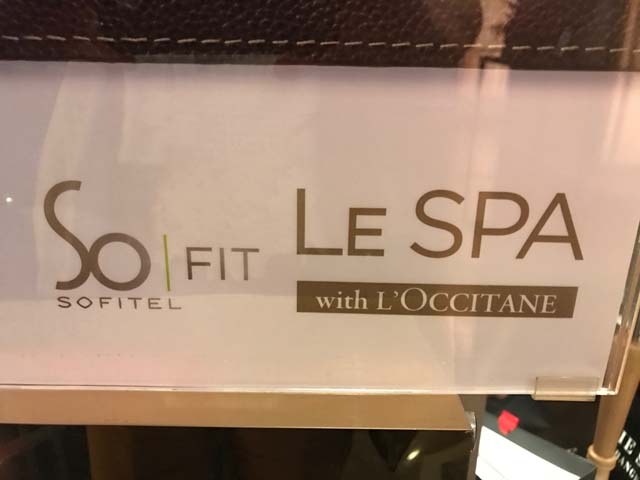 So FIT
SOFITEL
LE SPA
with L'OCCITANE